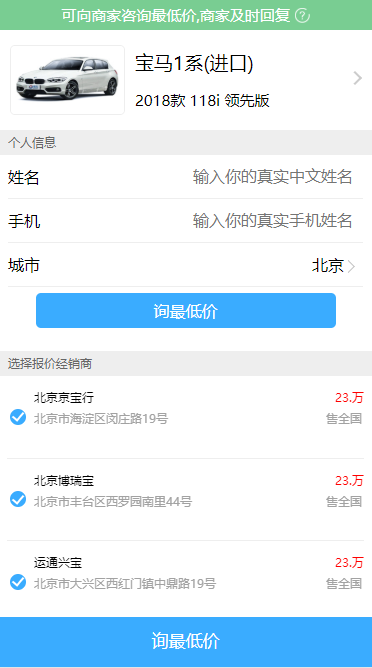 可向商家咨询最低价,商家及时回复 ?
宝马1系(进口)
2018款 118i 领先版
个人信息
姓名 输入你的真实中文姓名
手机 输入你的真实手机姓名
城市 北京
询最低价
选择报价经销商
北京京宝行 23.万
北京市海淀区闵庄路19号 售全国
北京博瑞宝 23.万
北京市丰台区西罗园南里44号 售全国
运通兴宝 23.万
北京市大兴区西红门镇中鼎路19号 售全国
询最低价